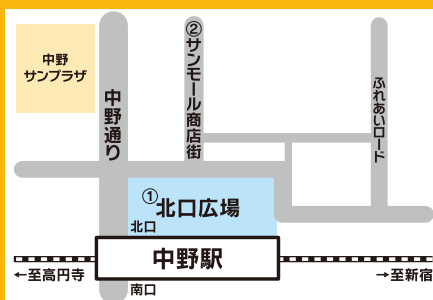 中野
サンプラザ
中野通り
②サンモール商店街
ふれあいロード
①北口広場
北口
中野駅
←至高円寺
→至新宿
南口